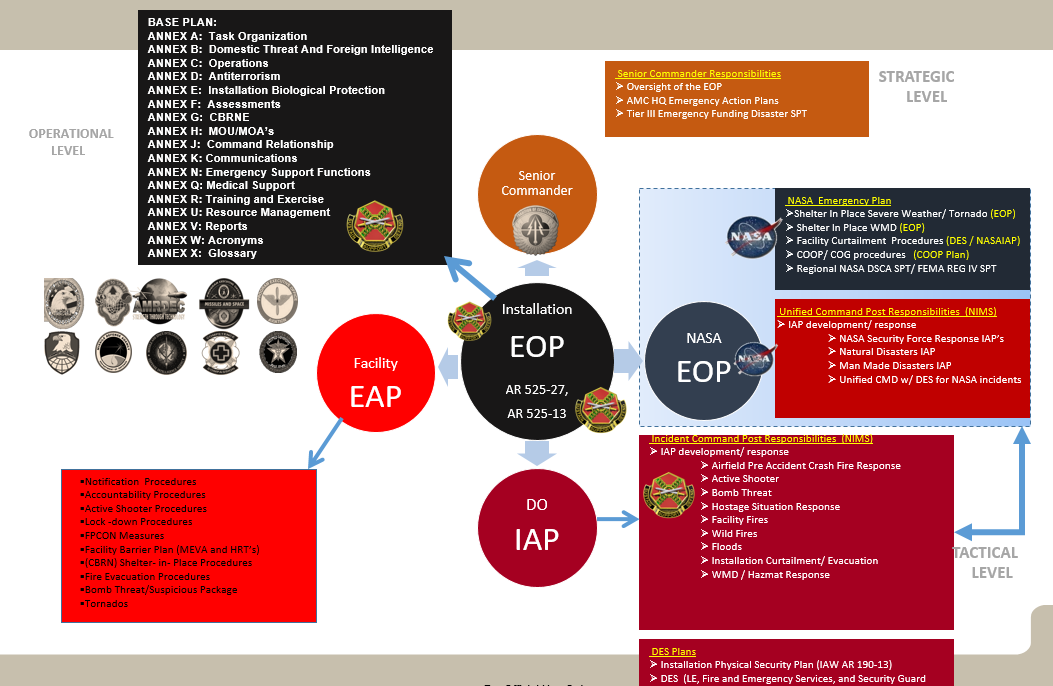 BASE PLAN:
ANNEX A: Task Organization
ANNEX B: Domestic Threat And Foreign Intelligence
ANNEX C: Operations
ANNEX D: Antiterrorism
ANNEX E: Installation Biological Protection
ANNEX F: Assessments
ANNEX G: CBRNE
ANNEX H: MOU/MOA's
ANNEX J: Command Relationship
ANNEX K: Communications
ANNEX N: Emergency Support Functions
ANNEX Q: Medical Support
ANNEX R: Training and Exercise
ANNEX U: Resource Management
ANNEX V: Reports
ANNEX W: Acronyms
ANNEX X: Glossary
OPERATIONAL
LEVEL
Senior Commander Responsibilities
➢ Oversight of the EOP
➢ AMC HQ Emergency Action Plans
➢ Tier III Emergency Funding Disaster SPT
STRATEGIC
LEVEL
Senior
Commander
NASA Emergency Plan
➢Shelter In Place Severe Weather/ Tornado (EOP)
➢ Shelter In Place WMD (EOP)
➢ Facility Curtailment Procedures (DES / NASAIAP)
➢ COOP/ COG procedures (COOP Plan)
➢ Regional NASA DSCA SPT/ FEMA REG IV SPT
NASA
AMRDEC
MISSILES AND SPACE
Installation
EOP
AR 525-27,
AR 525-13
Facility
EAP
NASA
EOP
NASA
Unified Command Post Responsibilities (NIMS)
➢ IAP development/ response
➢ NASA Security Force Response IAP's
➢ Natural Disasters IAP
➢ Man Made Disasters IAP
➢ Unified CMD w/ DES for NASA incidents
▪Notification Procedures
▪Accountability Procedures
▪Active Shooter Procedures
▪Lock -down Procedures
▪FPCON Measures
▪Facility Barrier Plan (MEVA and HRT's)
▪(CBRN) Shelter- in- Place Procedures
▪Fire Evacuation Procedures
▪Bomb Threat/Suspicious Package
▪Tornados
DO
IAP
Incident Command Post Responsibilities (NIMS)
➢ IAP development/ response
➢ Airfield Pre Accident Crash Fire Response
➢ Active Shooter
➢ Bomb Threat
➢ Hostage Situation Response
➢ Facility Fires
➢ Wild Fires
➢ Floods
➢ Installation Curtailment/ Evacuation
➢ WMD / Hazmat Response
TACTICAL
LEVEL
DES Plans
➢ Installation Physical Security Plan (IAW AR 190-13)
➢ DES (LE, Fire and Emergency Services, and Security Guard